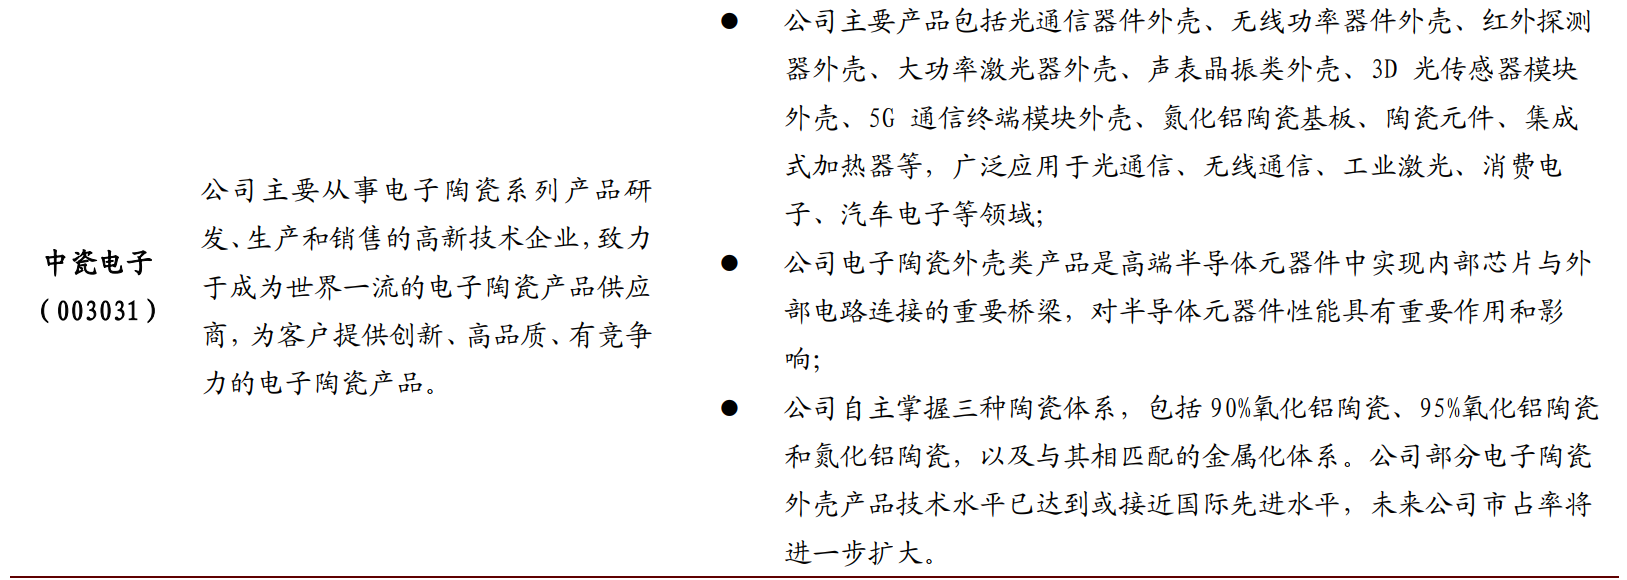 中瓷电子
（003031）
公司主要从事电子陶瓷系列产品研
发、生产和销售的高新技术企业，致力
于成为世界一流的电子陶瓷产品供应
商，为客户提供创新、高品质、有竞争
力的电子陶瓷产品。
● 公司主要产品包括光通信器件外壳、无线功率器件外壳、红外探测
器外壳、大功率激光器外壳、声表晶振类外壳、3D 光传感器模块
外壳、5G 通信终端模块外壳、氮化铝陶瓷基板、陶瓷元件、集成
式加热器等，广泛应用于光通信、无线通信、工业激光、消费电
子、汽车电子等领域；
● 公司电子陶瓷外壳类产品是高端半导体元器件中实现内部芯片与外
部电路连接的重要桥梁，对半导体元器件性能具有重要作用和影
响；
● 公司自主掌握三种陶瓷体系，包括 90%氧化铝陶瓷、95%氧化铝陶瓷
和氮化铝陶瓷，以及与其相匹配的金属化体系。公司部分电子陶瓷
外壳产品技术水平已达到或接近国际先进水平，未来公司市占率将
进一步扩大。